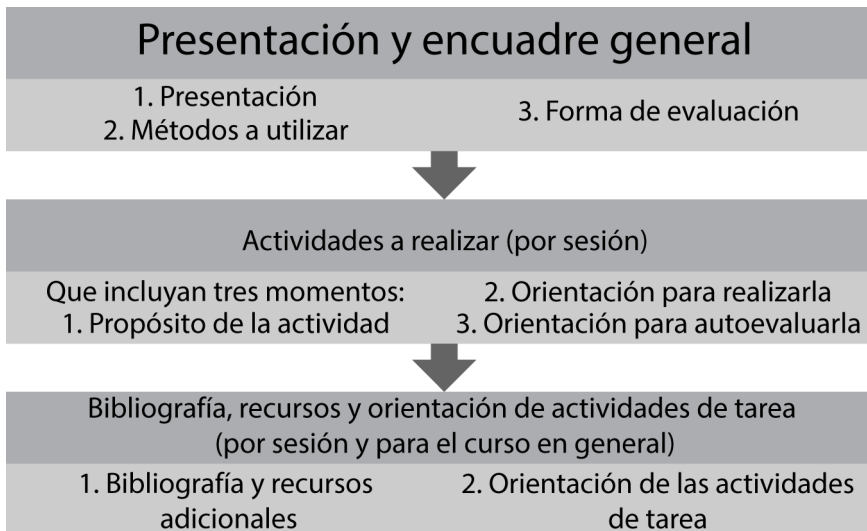 Presentación y encuadre general
1. Presentación
2. Métodos a utilizar
3. Forma de evaluación
Actividades a realizar (por sesión)
Que incluyan tres momentos:
1. Propósito de la actividad
2. Orientación para realizarla
3. Orientación para autoevaluarla
Bibliografía, recursos y orientación de actividades de tarea
(por sesión y para el curso en general)
1. Bibliografía y recursos
adicionales
2. Orientación de las actividades
de tarea